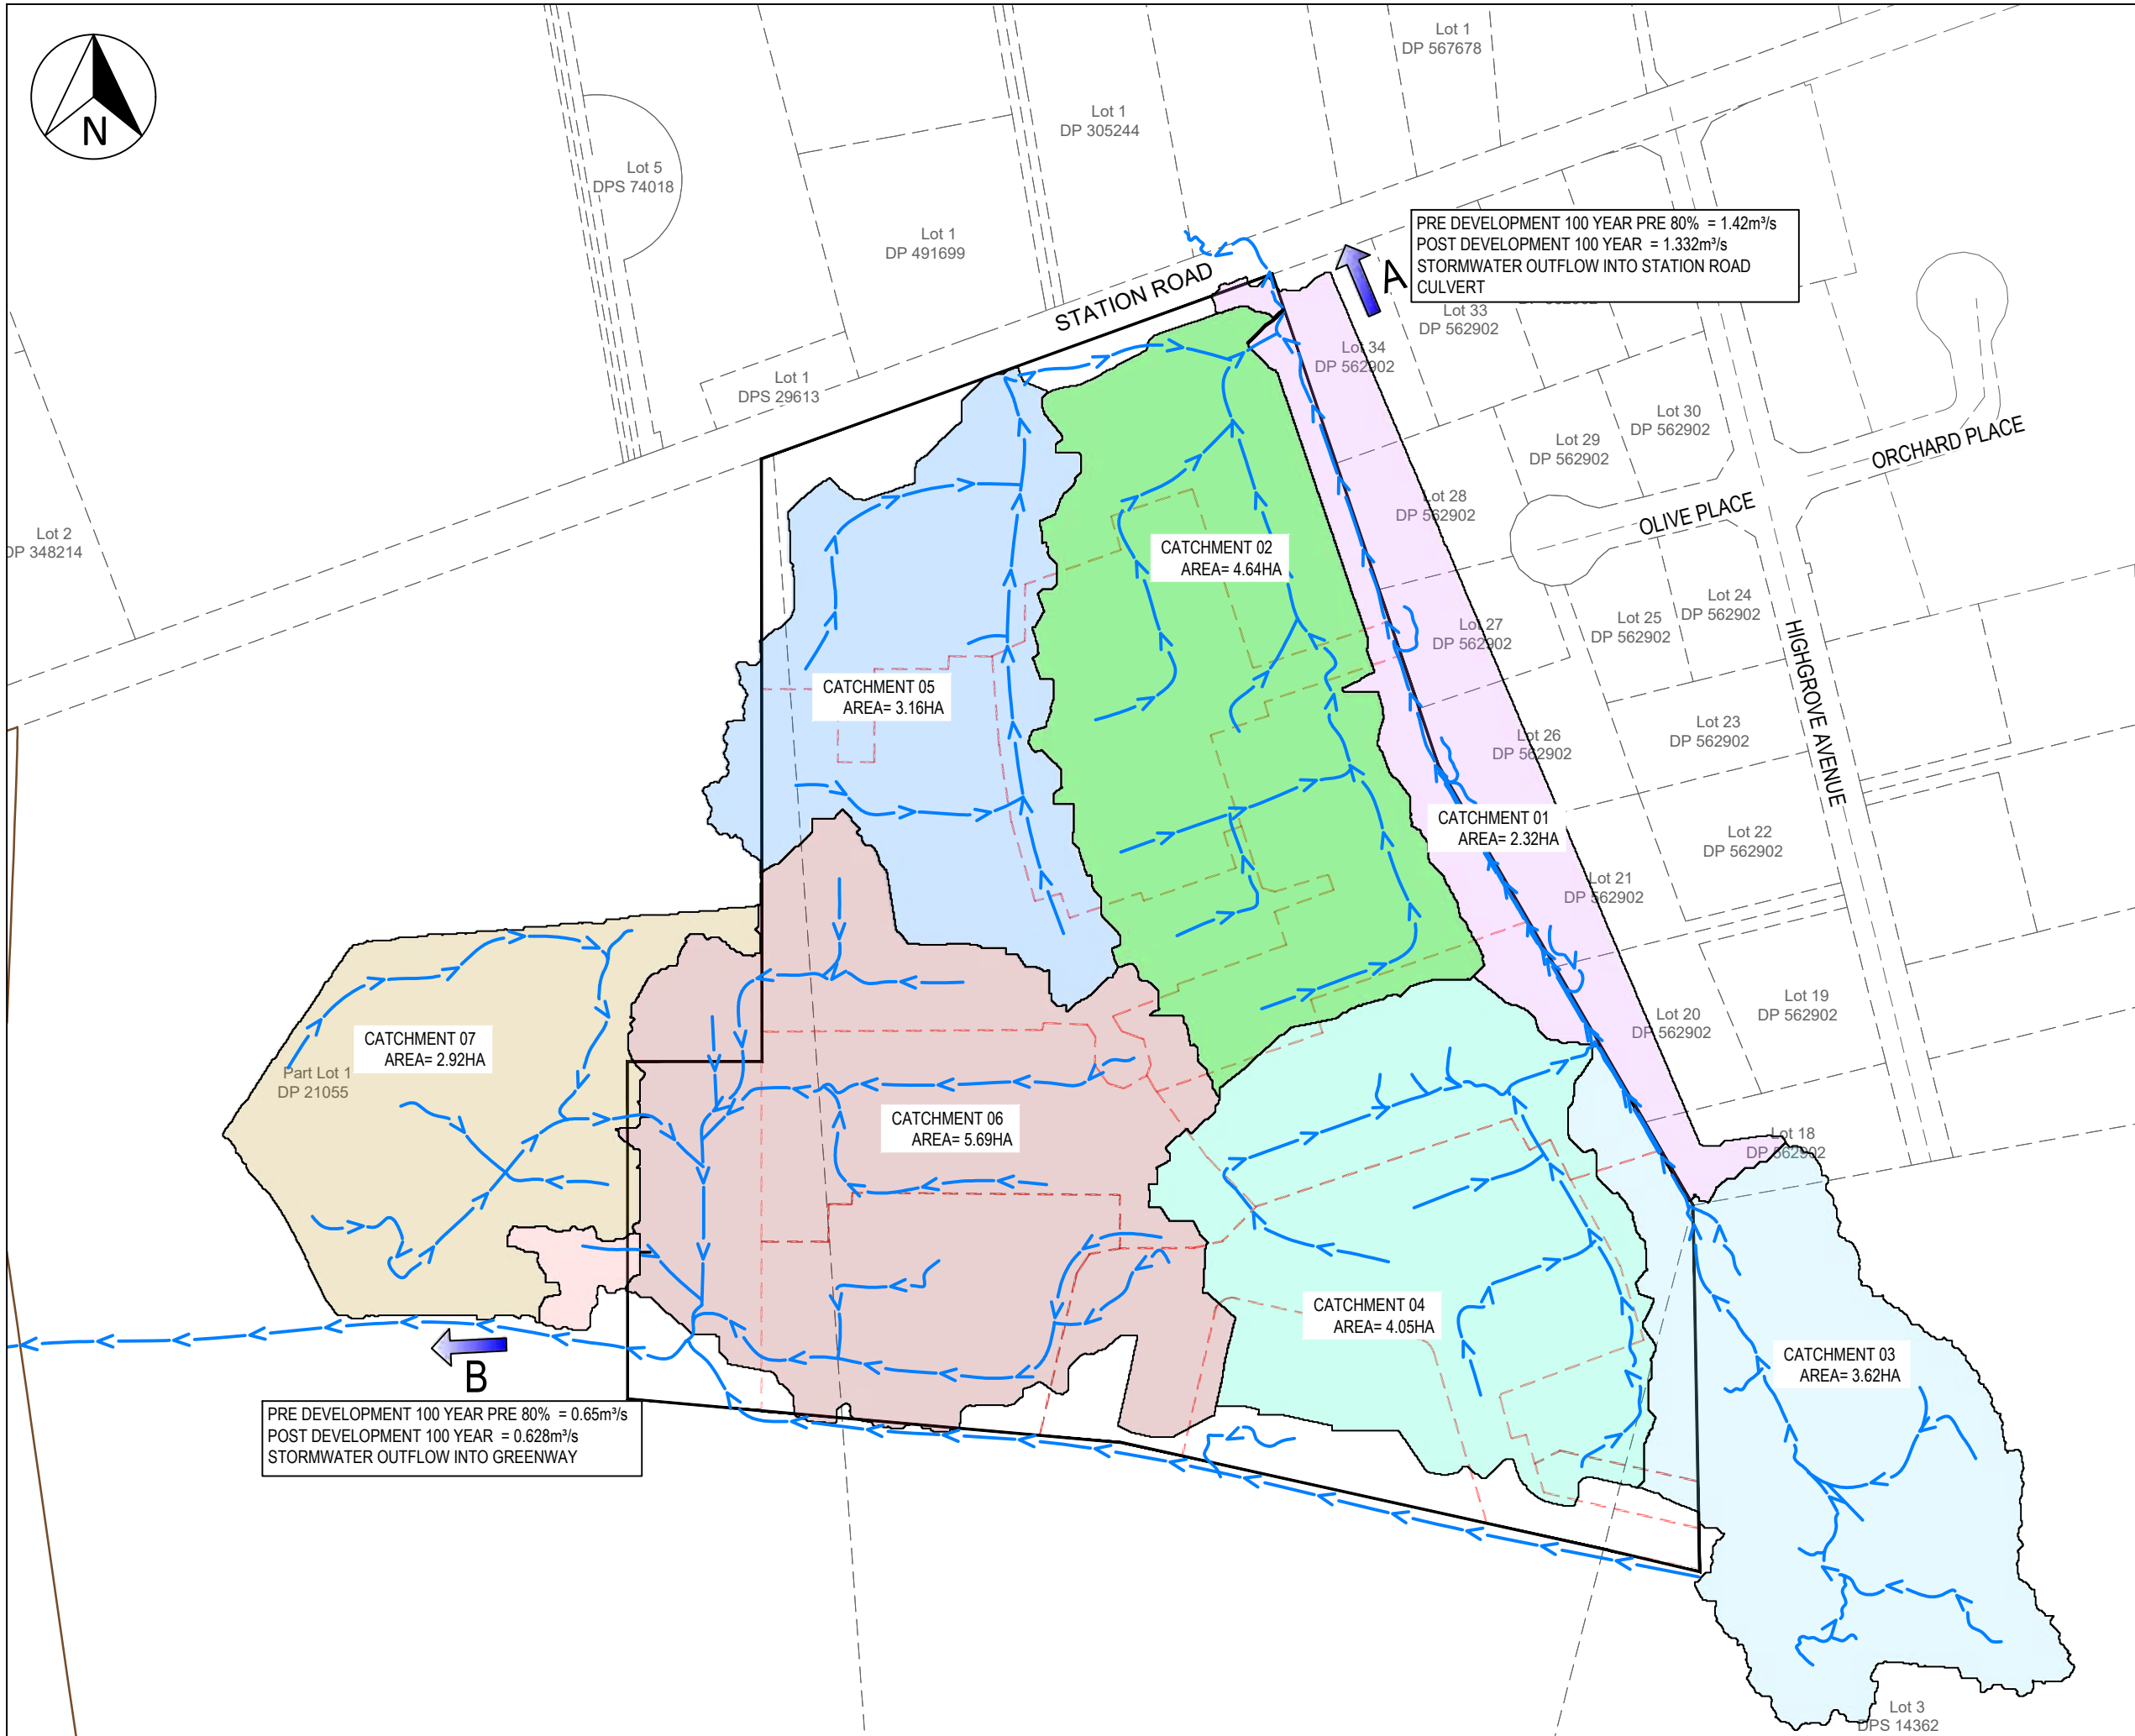 N
Lot 1
DP 567678
Lot 1
DP 305244
Lot 5
DPS 74018
Lot 1
DP 491699
STATION ROAD
A
PRE DEVELOPMENT 100 YEAR PRE 80% = 1.42m³/s
POST DEVELOPMENT 100 YEAR = 1.332m³/s
STORMWATER OUTFLOW INTO STATION ROAD
CULVERT
Lot 33
DP 562902
Lot 34
DP 562902
Lot 1
DPS 29613
Lot 30
DP 562902
Lot 29
DP 562902
ORCHARD PLACE
Lot 28
DP 562902
OLIVE PLACE
Lot 2
DP 348214
CATCHMENT 02
AREA= 4.64HA
Lot 24
DP 562902
Lot 25
DP 562902
Lot 27
DP 562902
HIGHGROVE AVENUE
CATCHMENT 05
AREA= 3.16HA
Lot 23
DP 562902
Lot 26
DP 562902
CATCHMENT 01
AREA= 2.32HA
Lot 22
DP 562902
Lot 21
DP 562902
Lot 19
DP 562902
Lot 20
DP 562902
CATCHMENT 07
AREA= 2.92HA
Part Lot 1
DP 21055
CATCHMENT 06
AREA= 5.69HA
Lot 18
DP 562902
CATCHMENT 04
AREA= 4.05HA
CATCHMENT 03
AREA= 3.62HA
B
PRE DEVELOPMENT 100 YEAR PRE 80% = 0.65m³/s
POST DEVELOPMENT 100 YEAR = 0.628m³/s
STORMWATER OUTFLOW INTO GREENWAY
Lot 3
DPS 14362